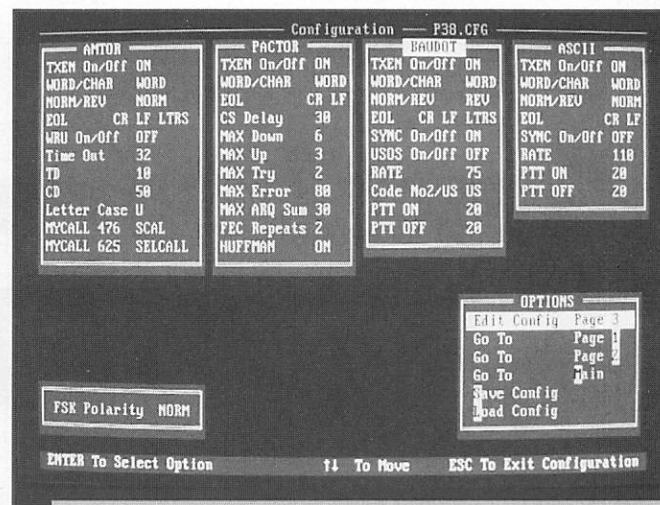 Configuration — P38.CFG
AMTOR
TXEN On/Off ON
WORD/CHAR WORD
NORM/REV NORM
EOL CR LF LTRS
WRU On/Off OFF
Time Out 32
TD 10
CD 50
Letter Case U
MYCALL 476 SCAL
MYCALL 625 SELCALL
PACTOR
TXEN On/Off ON
WORD/CHAR WORD
EOL CR LF
CS Delay 30
MAX Down 6
MAX Up 3
MAX Try 2
MAX Error 80
MAX ARQ Sum 30
FEC Repeats 2
HUFFMAN ON
BAUDOT
TXEN On/Off ON
WORD/CHAR WORD
NORM/REV REV
EOL CR LF LTRS
SYNC On/Off ON
USOS On/Off OFF
RATE 75
Code No2/US US
PTT ON 20
PTT OFF 20
ASCII
TXEN On/Off ON
WORD/CHAR WORD
NORM/REV NORM
EOL CR LF
SYNC On/Off OFF
RATE 110
PTT ON 20
PTT OFF 20
OPTIONS
Edit Config Page 3
Go To Page 1
Go To Page 2
Go To Main
Save Config
Load Config
FSK Polarity NORM
ENTER To Select Option ↑↓ To Move ESC To Exit Configuration